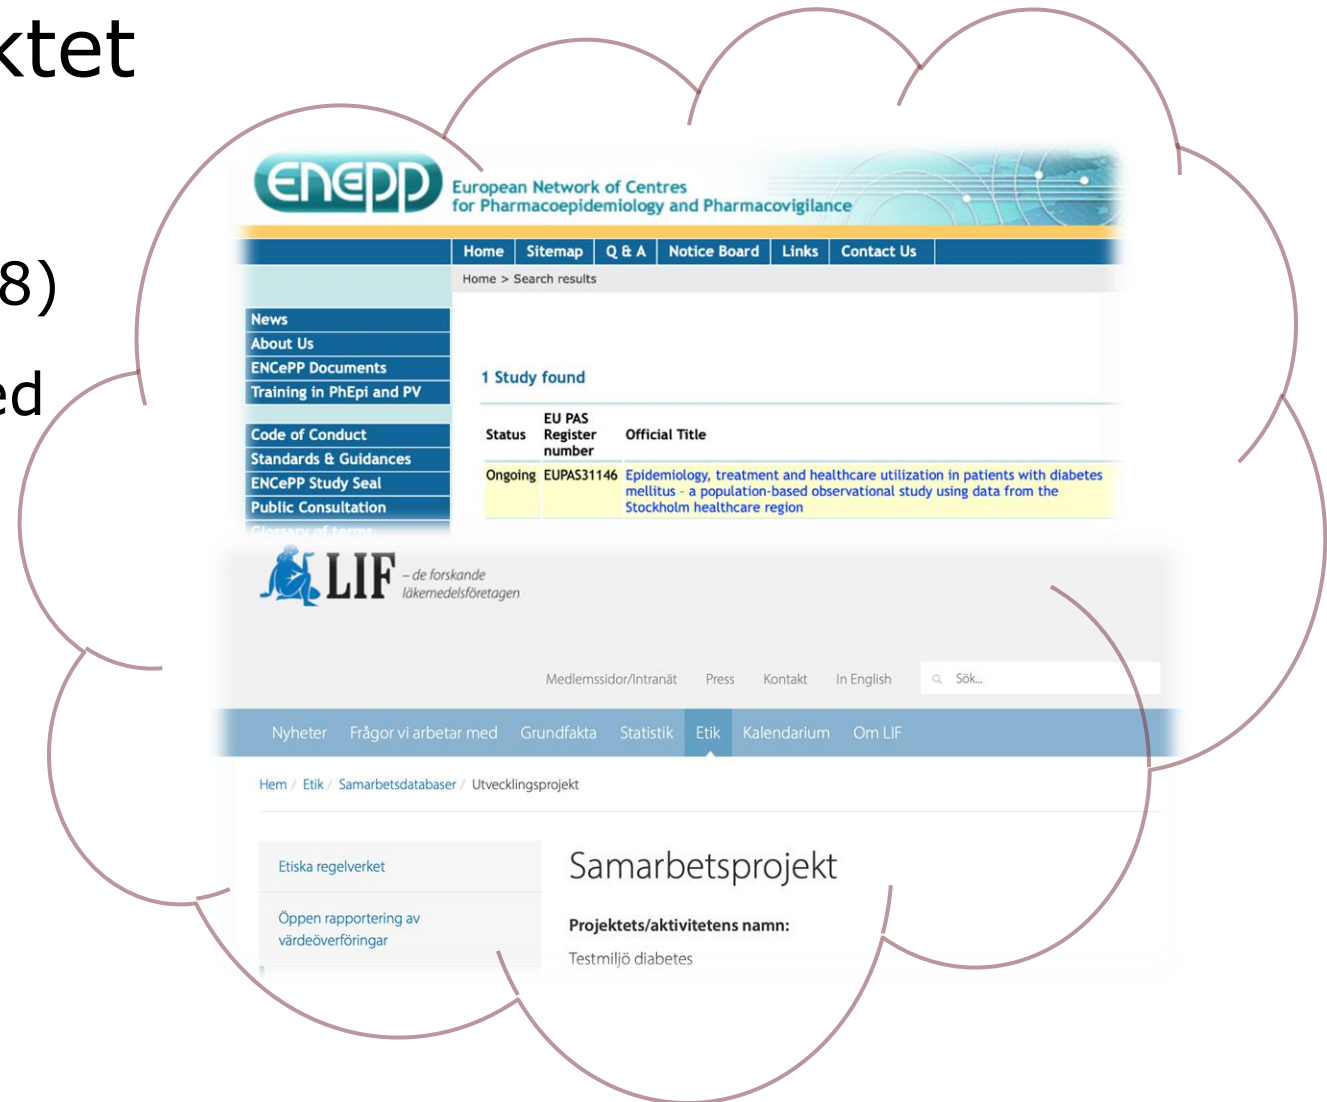 ktet
8)
ed
ENCePP
European Network of Centres
for Pharmacoepidemiology and Pharmacovigilance
Home Sitemap Q & A Notice Board Links Contact Us
Home > Search results
News
About Us
ENCePP Documents
Training in PhEpi and PV
Code of Conduct
Standards & Guidances
ENCePP Study Seal
Public Consultation
Glossary of terms
1 Study found
Status EU PAS Register number Official Title
Ongoing EUPAS31146 Epidemiology, treatment and healthcare utilization in patients with diabetes
mellitus - a population-based observational study using data from the
Stockholm healthcare region
LIF
– de forskande
läkemedelsföretagen
Medlemssidor/Intranät Press Kontakt In English Sök...
Nyheter Frågor vi arbetar med Grundfakta Statistik Etik Kalendarium Om LIF
Hem / Etik / Samarbetsdatabaser / Utvecklingsprojekt
Etiska regelverket
Öppen rapportering av
värdeöverföringar
Samarbetsprojekt
Projektets/aktivitetens namn:
Testmiljö diabetes